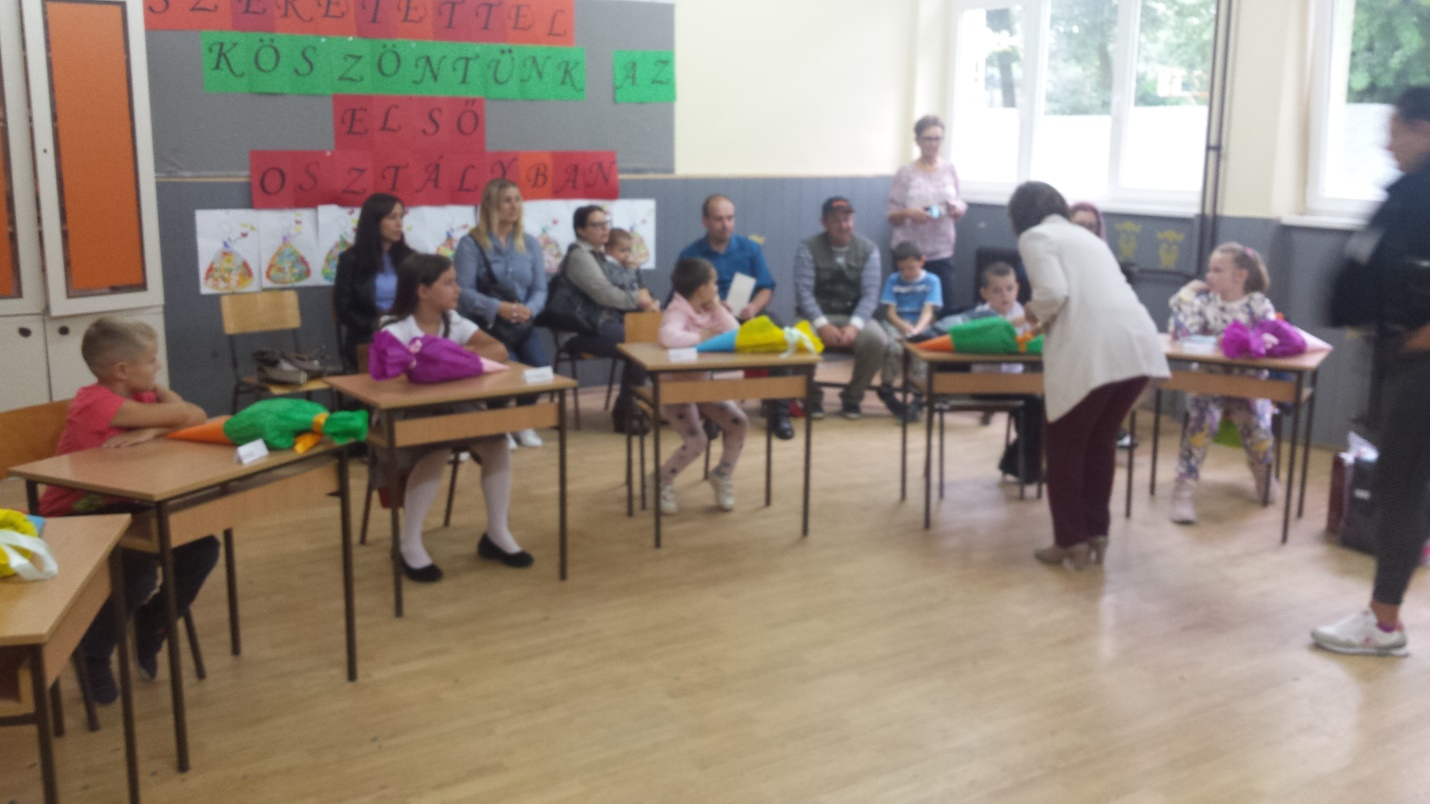 SZERETETTEL
KÖSZÖNTÜNK AZ
ELSŐ
OSZTÁLYBAN